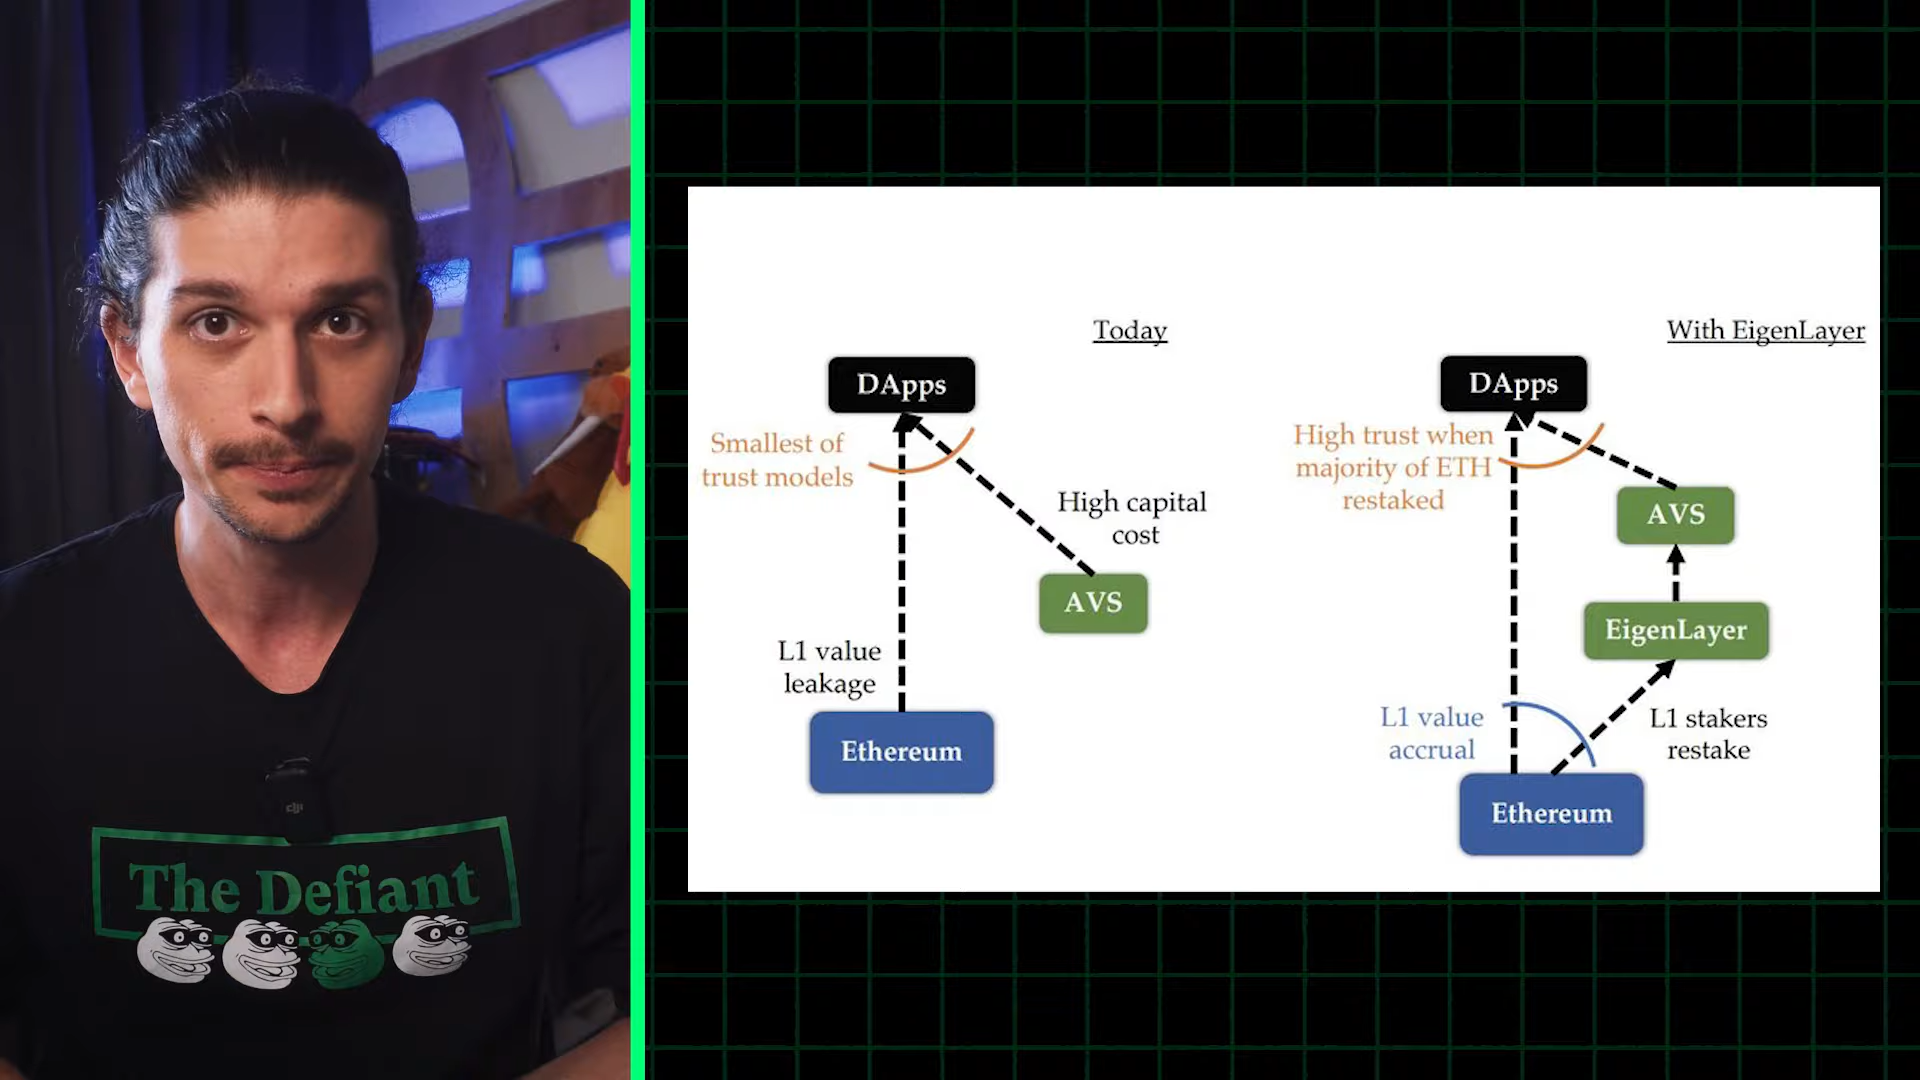 dji
The Defiant
Today
DApps
Smallest of
trust models
High capital
cost
AVS
L1 value
leakage
Ethereum
With EigenLayer
DApps
High trust when
majority of ETH
restaked
AVS
EigenLayer
L1 value
accrual
L1 stakers
restake
Ethereum